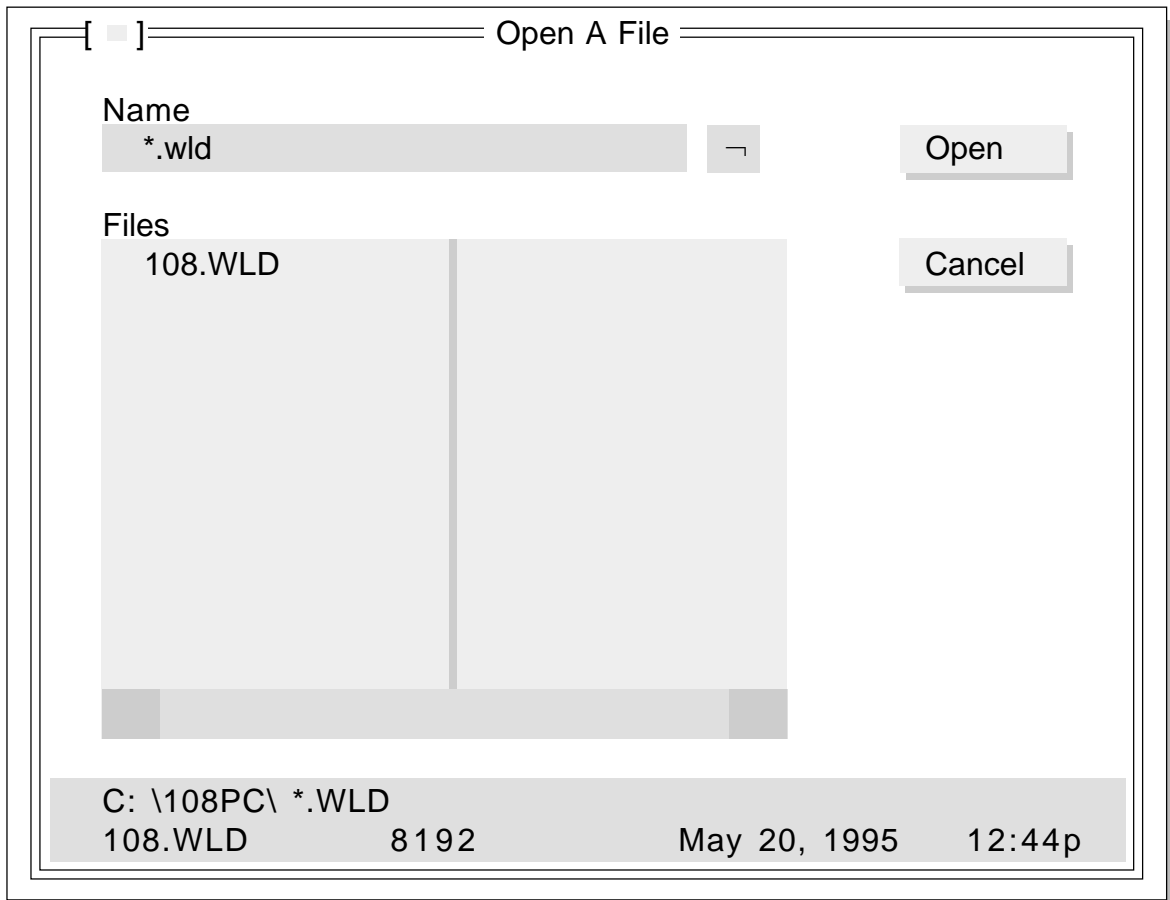 [ ] Open A File
Name
*.wld ¬ Open
Files
108.WLD Cancel
C: \108PC\ *.WLD
108.WLD 8192 May 20, 1995 12:44p